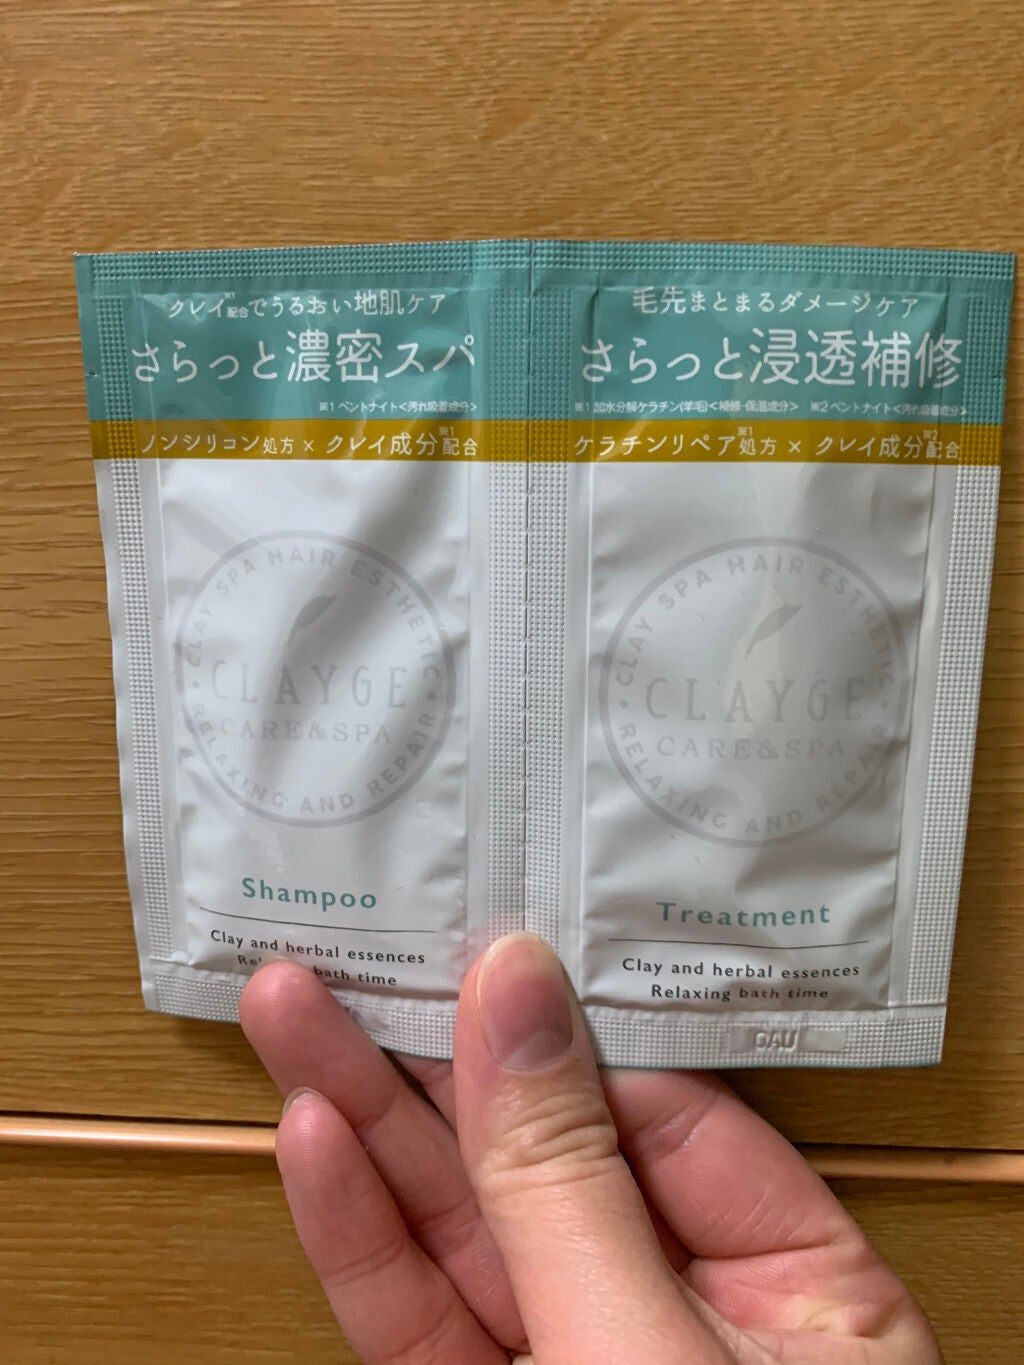 クレイ※1配合でうるおい地肌ケア
さらっと濃密スパ
※1 ベントナイト<汚れ吸着成分>
ノンシリコン処方 × クレイ成分※1配合
CLAY SPA HAIR ESTHETIC
CLAYGE
CARE&SPA
RELAXING AND REPAIR
Shampoo
Clay and herbal essences
bath time
毛先まとまるダメージケア
さらっと浸透補修
※1 加水分解ケラチン(羊毛)<補修・保湿成分> ※2 ベントナイト<汚れ吸着成分>
ケラチンリペア※1処方 × クレイ成分※2配合
CLAY SPA HAIR ESTHETIC
CLAYGE
CARE&SPA
RELAXING AND REPAIR
Treatment
Clay and herbal essences
Relaxing bath time